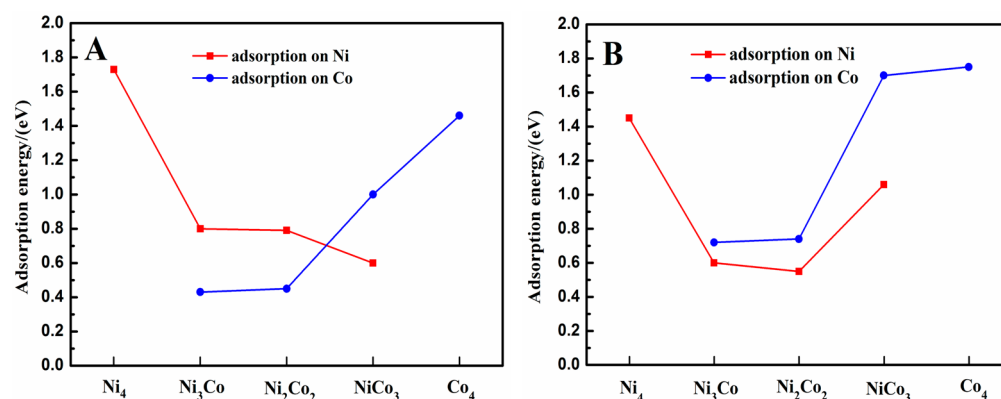 A
adsorption on Ni
adsorption on Co
Adsorption energy/(eV)
2.0
1.8
1.6
1.4
1.2
1.0
0.8
0.6
0.4
0.2
0.0
Ni₄ Ni₃Co Ni₂Co₂ NiCo₃ Co₄
B
adsorption on Ni
adsorption on Co
Adsorption energy/(eV)
2.0
1.8
1.6
1.4
1.2
1.0
0.8
0.6
0.4
0.2
0.0
Ni₄ Ni₃Co Ni₂Co₂ NiCo₃ Co₄